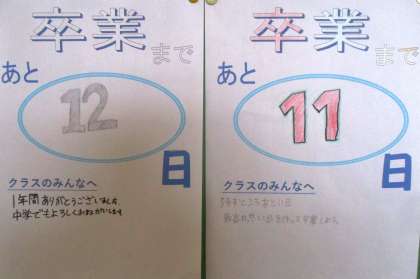 卒業まで
あと
12
日
クラスのみんなへ
1年間ありがとうございました
中学でもよろしくおねがいします
卒業まで
あと
11
日
クラスのみんなへ